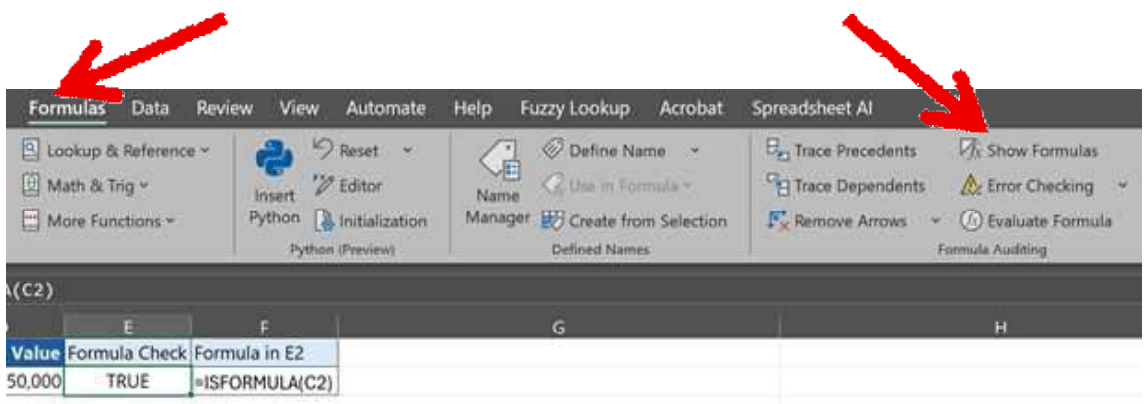 Formulas Data Review View Automate Help Fuzzy Lookup Acrobat Spreadsheet AI
Lookup & Reference
Math & Trig
More Functions
Insert Python
Reset
Editor
Initialization
Python (Preview)
Name Manager
Define Name
Use in Formula
Create from Selection
Defined Names
Trace Precedents
Trace Dependents
Remove Arrows
Show Formulas
Error Checking
Evaluate Formula
Formula Auditing
(C2)
E F G H
Value Formula Check Formula in E2
50,000 TRUE =ISFORMULA(C2)